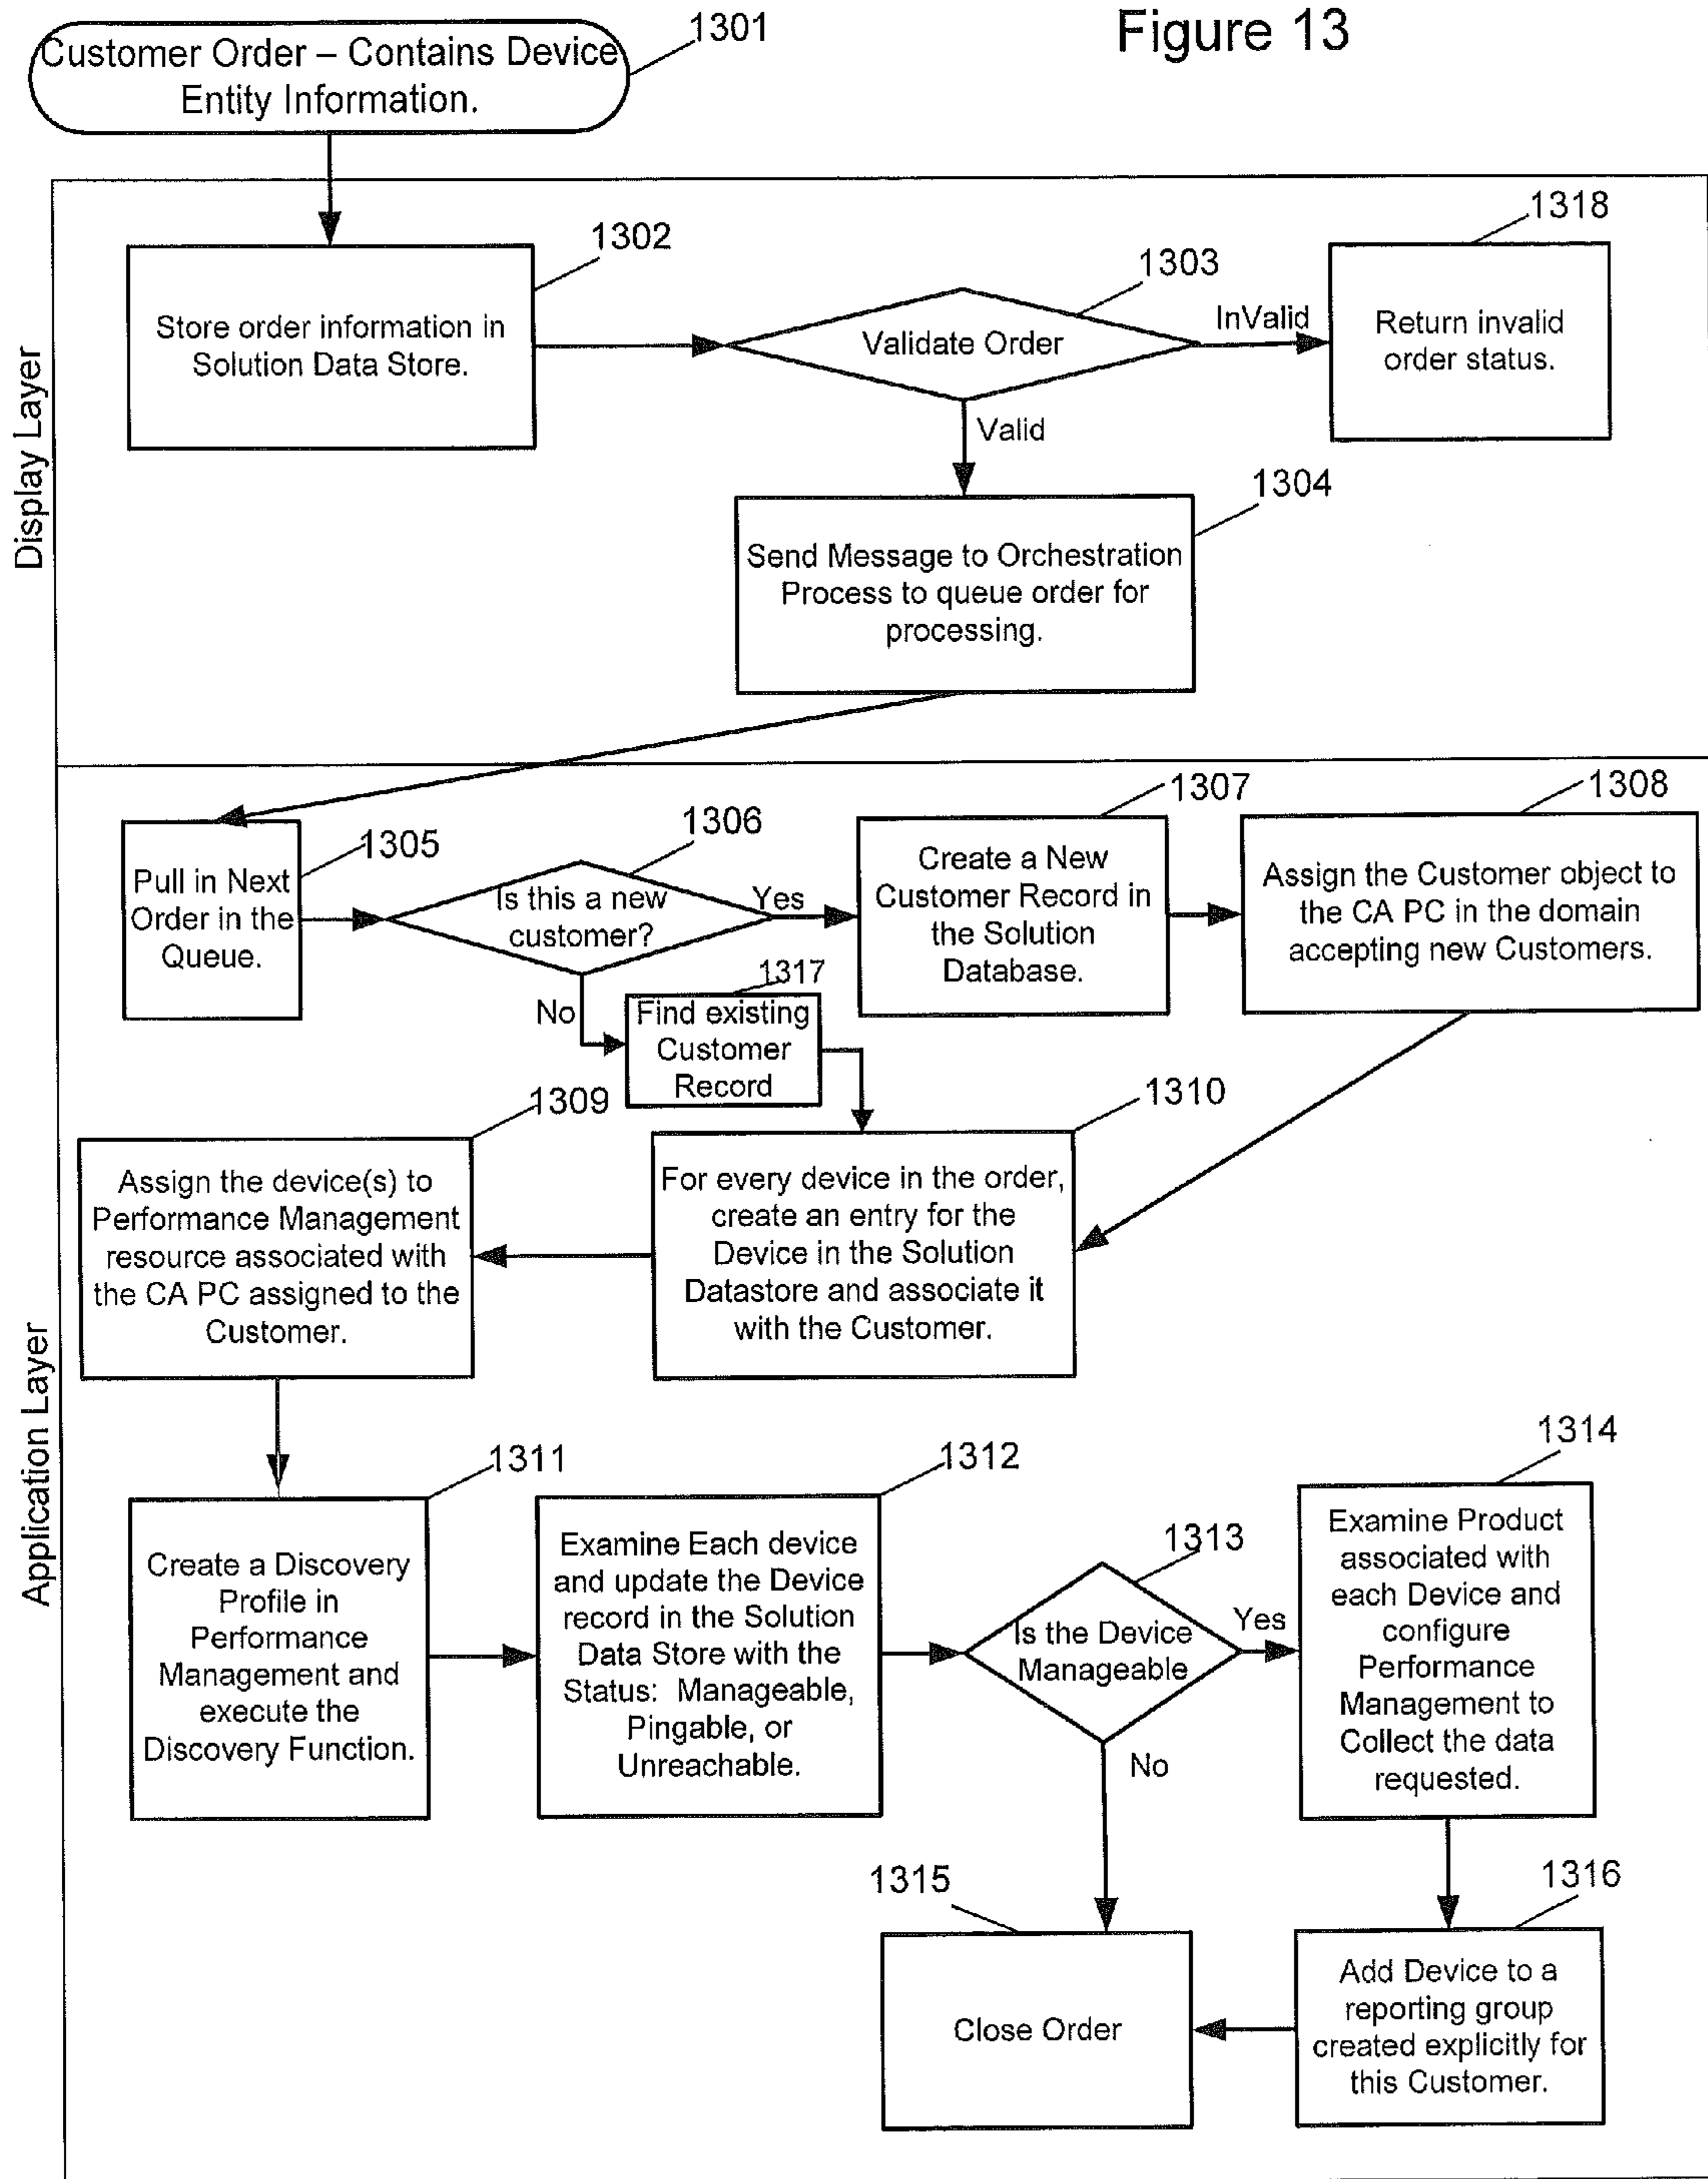 Figure 13
Customer Order – Contains Device
Entity Information.
1301
Display Layer
Store order information in
Solution Data Store.
1302
Validate Order
1303
InValid
Valid
Return invalid
order status.
1318
Send Message to Orchestration
Process to queue order for
processing.
1304
Application Layer
Pull in Next
Order in the
Queue.
1305
Is this a new
customer?
1306
Yes
No
Create a New
Customer Record in
the Solution
Database.
1307
Assign the Customer object to
the CA PC in the domain
accepting new Customers.
1308
Find existing
Customer
Record
1317
Assign the device(s) to
Performance Management
resource associated with
the CA PC assigned to the
Customer.
1309
For every device in the order,
create an entry for the
Device in the Solution
Datastore and associate it
with the Customer.
1310
Create a Discovery
Profile in
Performance
Management and
execute the
Discovery Function.
1311
Examine Each device
and update the Device
record in the Solution
Data Store with the
Status: Manageable,
Pingable, or
Unreachable.
1312
Is the Device
Manageable
1313
Yes
No
Examine Product
associated with
each Device and
configure
Performance
Management to
Collect the data
requested.
1314
Close Order
1315
Add Device to a
reporting group
created explicitly for
this Customer.
1316